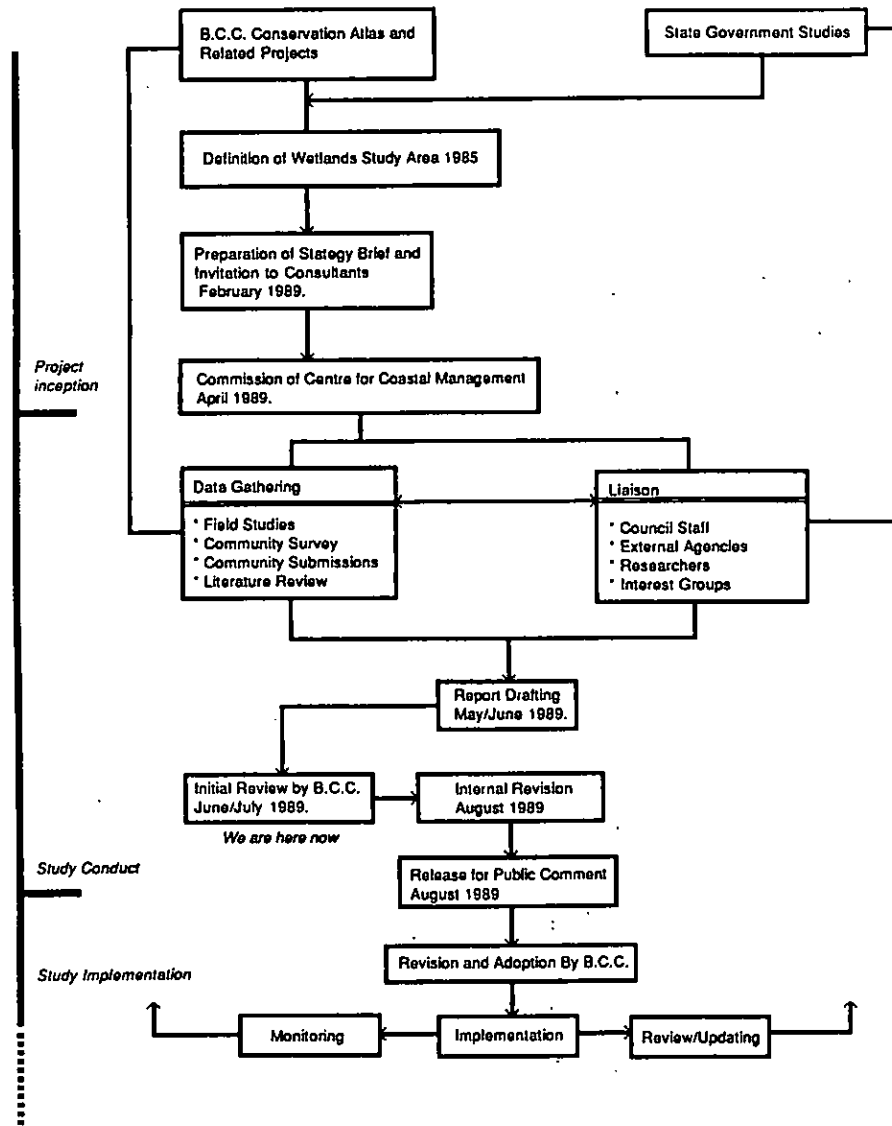 B.C.C. Conservation Atlas and
Related Projects
State Government Studies
Definition of Wetlands Study Area 1985
Preparation of Stategy Brief and
Invitation to Consultants
February 1989.
Project
inception
Commission of Centre for Coastal Management
April 1989.
Data Gathering
* Field Studies
* Community Survey
* Community Submissions
* Literature Review
Liaison
* Council Staff
* External Agencies
* Researchers
* Interest Groups
Report Drafting
May/June 1989.
Initial Review by B.C.C.
June/July 1989.
We are here now
Internal Revision
August 1989
Study Conduct
Release for Public Comment
August 1989
Revision and Adoption By B.C.C.
Study Implementation
Monitoring
Implementation
Review/Updating